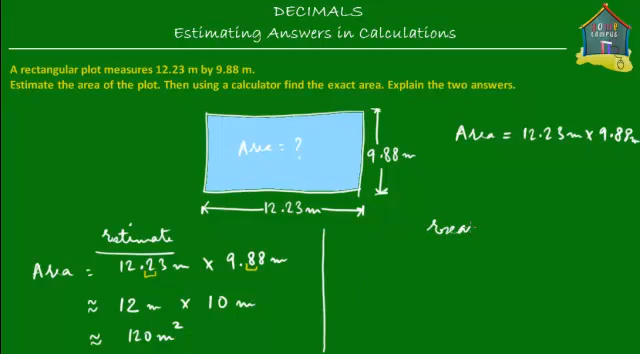 DECIMALS
Estimating Answers in Calculations
home campus
A rectangular plot measures 12.23 m by 9.88 m.
Estimate the area of the plot. Then using a calculator find the exact area. Explain the two answers.
Area = ?
9.88 m
12.23 m
Area = 12.23 m × 9.88 m
estimate
Area = 12.23 m × 9.88 m
≈ 12 m × 10 m
≈ 120 m²